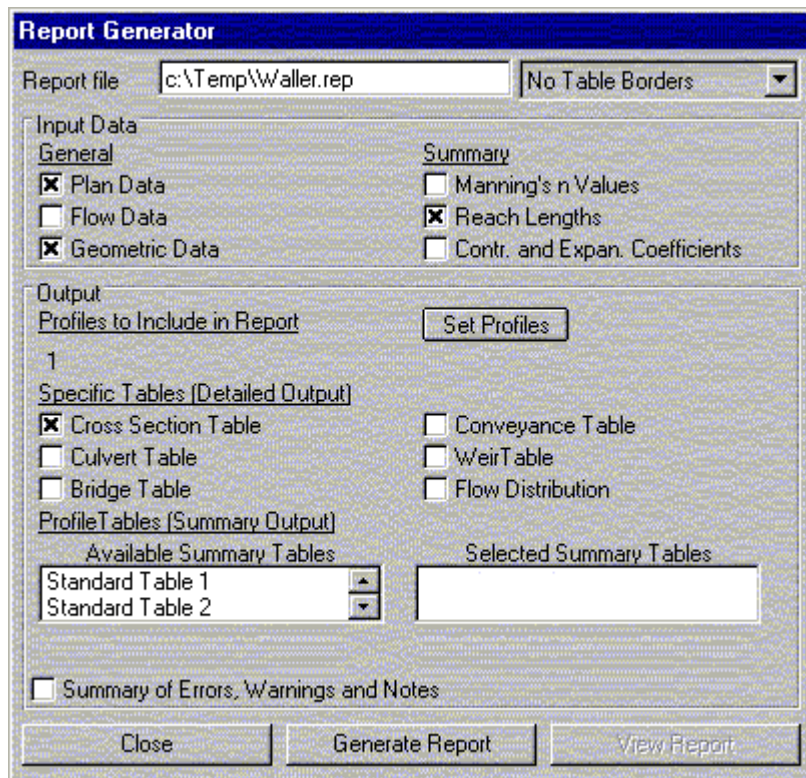 Report Generator
Report file c:\Temp\Waller.rep No Table Borders
Input Data
General Summary
Plan Data Manning's n Values
Flow Data Reach Lengths
Geometric Data Contr. and Expan. Coefficients
Output
Profiles to Include in Report Set Profiles
1
Specific Tables (Detailed Output)
Cross Section Table Conveyance Table
Culvert Table WeirTable
Bridge Table Flow Distribution
ProfileTables (Summary Output)
Available Summary Tables Selected Summary Tables
Standard Table 1
Standard Table 2
Summary of Errors, Warnings and Notes
Close Generate Report View Report